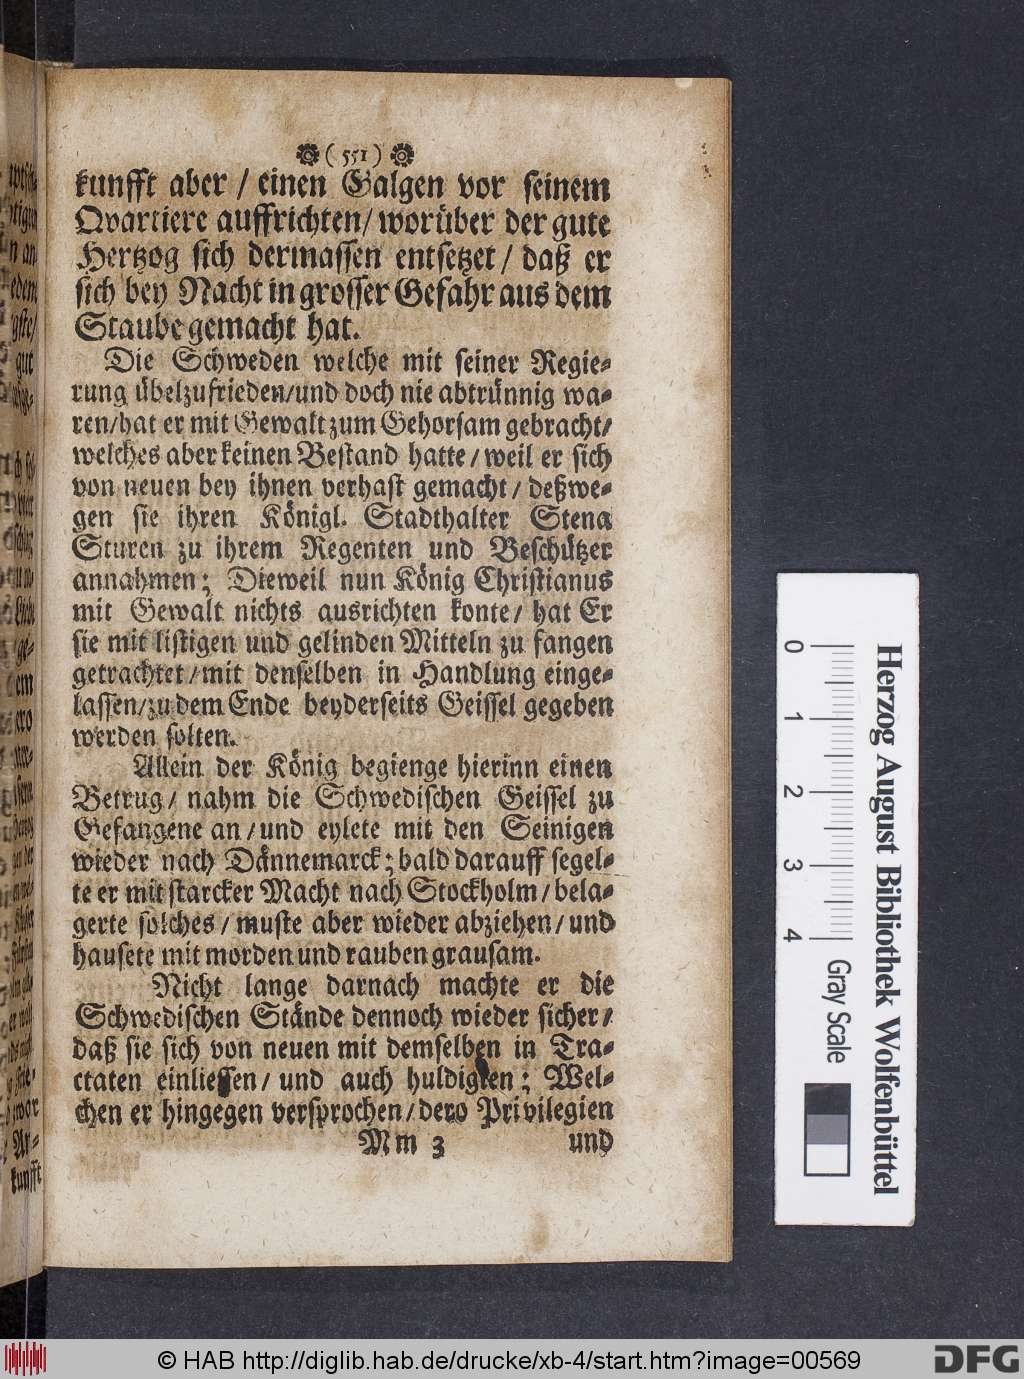 ( 551 )
kunfft aber / einen Galgen vor seinem
Qvartiere auffrichten / worüber der gute
Hertzog sich dermassen entsetzet / daß er
sich bey Nacht in grosser Gefahr aus dem
Staube gemacht hat.
Die Schweden welche mit seiner Regie-
rung übelzufrieden / und doch nie abtrünnig wa-
ren / hat er mit Gewalt zum Gehorsam gebracht /
welches aber keinen Bestand hatte / weil er sich
von neuen bey ihnen verhast gemacht / deßwe-
gen sie ihren Königl. Stadthalter Stena
Sturen zu ihrem Regenten und Beschützer
annahmen; Dieweil nun König Christianus
mit Gewalt nichts ausrichten konte / hat Er
sie mit listigen und gelinden Mitteln zu fangen
getrachtet / mit denselben in Handlung einge-
lassen / zu dem Ende beyderseits Geissel gegeben
werden solten.
Allein der König begienge hierinn einen
Betrug / nahm die Schwedischen Geissel zu
Gefangene an / und eylete mit den Seinigen
wieder nach Dännemarck; bald darauff segel-
te er mit starcker Macht nach Stockholm / bela-
gerte solches / muste aber wieder abziehen / und
hausete mit morden und rauben grausam.
Nicht lange darnach machte er die
Schwedischen Stände dennoch wieder sicher /
daß sie sich von neuen mit demselben in Tra-
ctaten einliessen / und auch huldigten; Wel-
chen er hingegen versprochen / dero Privilegien
Mm 3 und
Herzog August Bibliothek Wolfenbüttel
0 1 2 3 4 Gray Scale
© HAB http://diglib.hab.de/drucke/xb-4/start.htm?image=00569
DFG